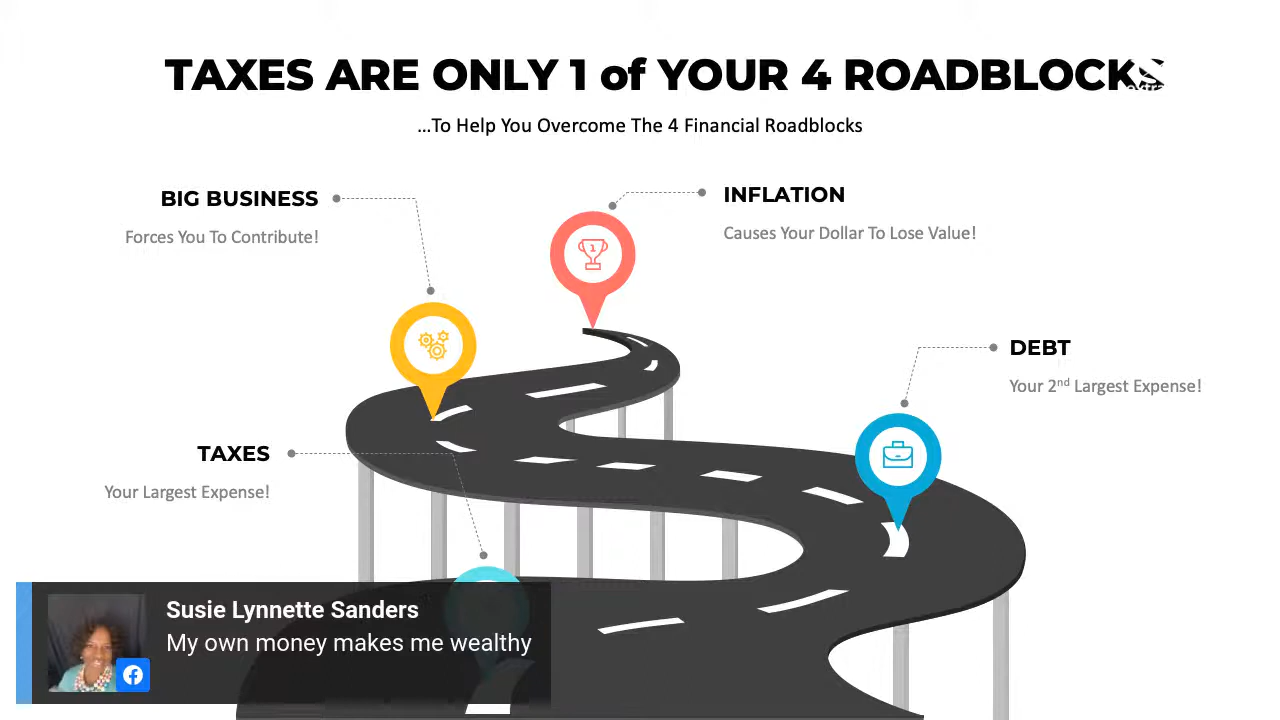 TAXES ARE ONLY 1 of YOUR 4 ROADBLOCKS
...To Help You Overcome The 4 Financial Roadblocks
BIG BUSINESS
Forces You To Contribute!
INFLATION
Causes Your Dollar To Lose Value!
1
DEBT
Your 2nd Largest Expense!
TAXES
Your Largest Expense!
Susie Lynnette Sanders
My own money makes me wealthy